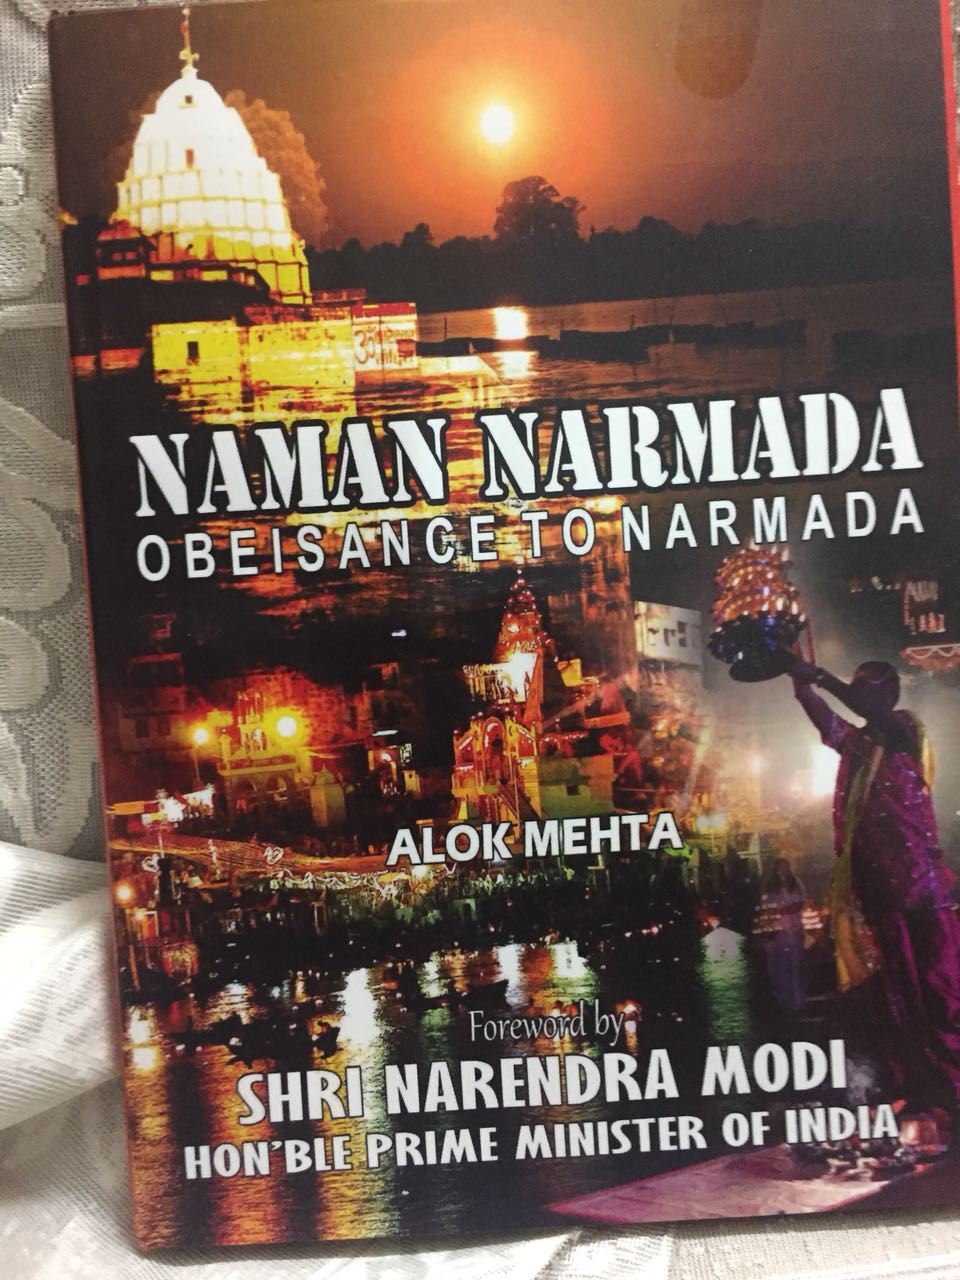 ॐ
NAMAN NARMADA
OBEISANCE TO NARMADA
ALOK MEHTA
Foreword by
SHRI NARENDRA MODI
HON'BLE PRIME MINISTER OF INDIA